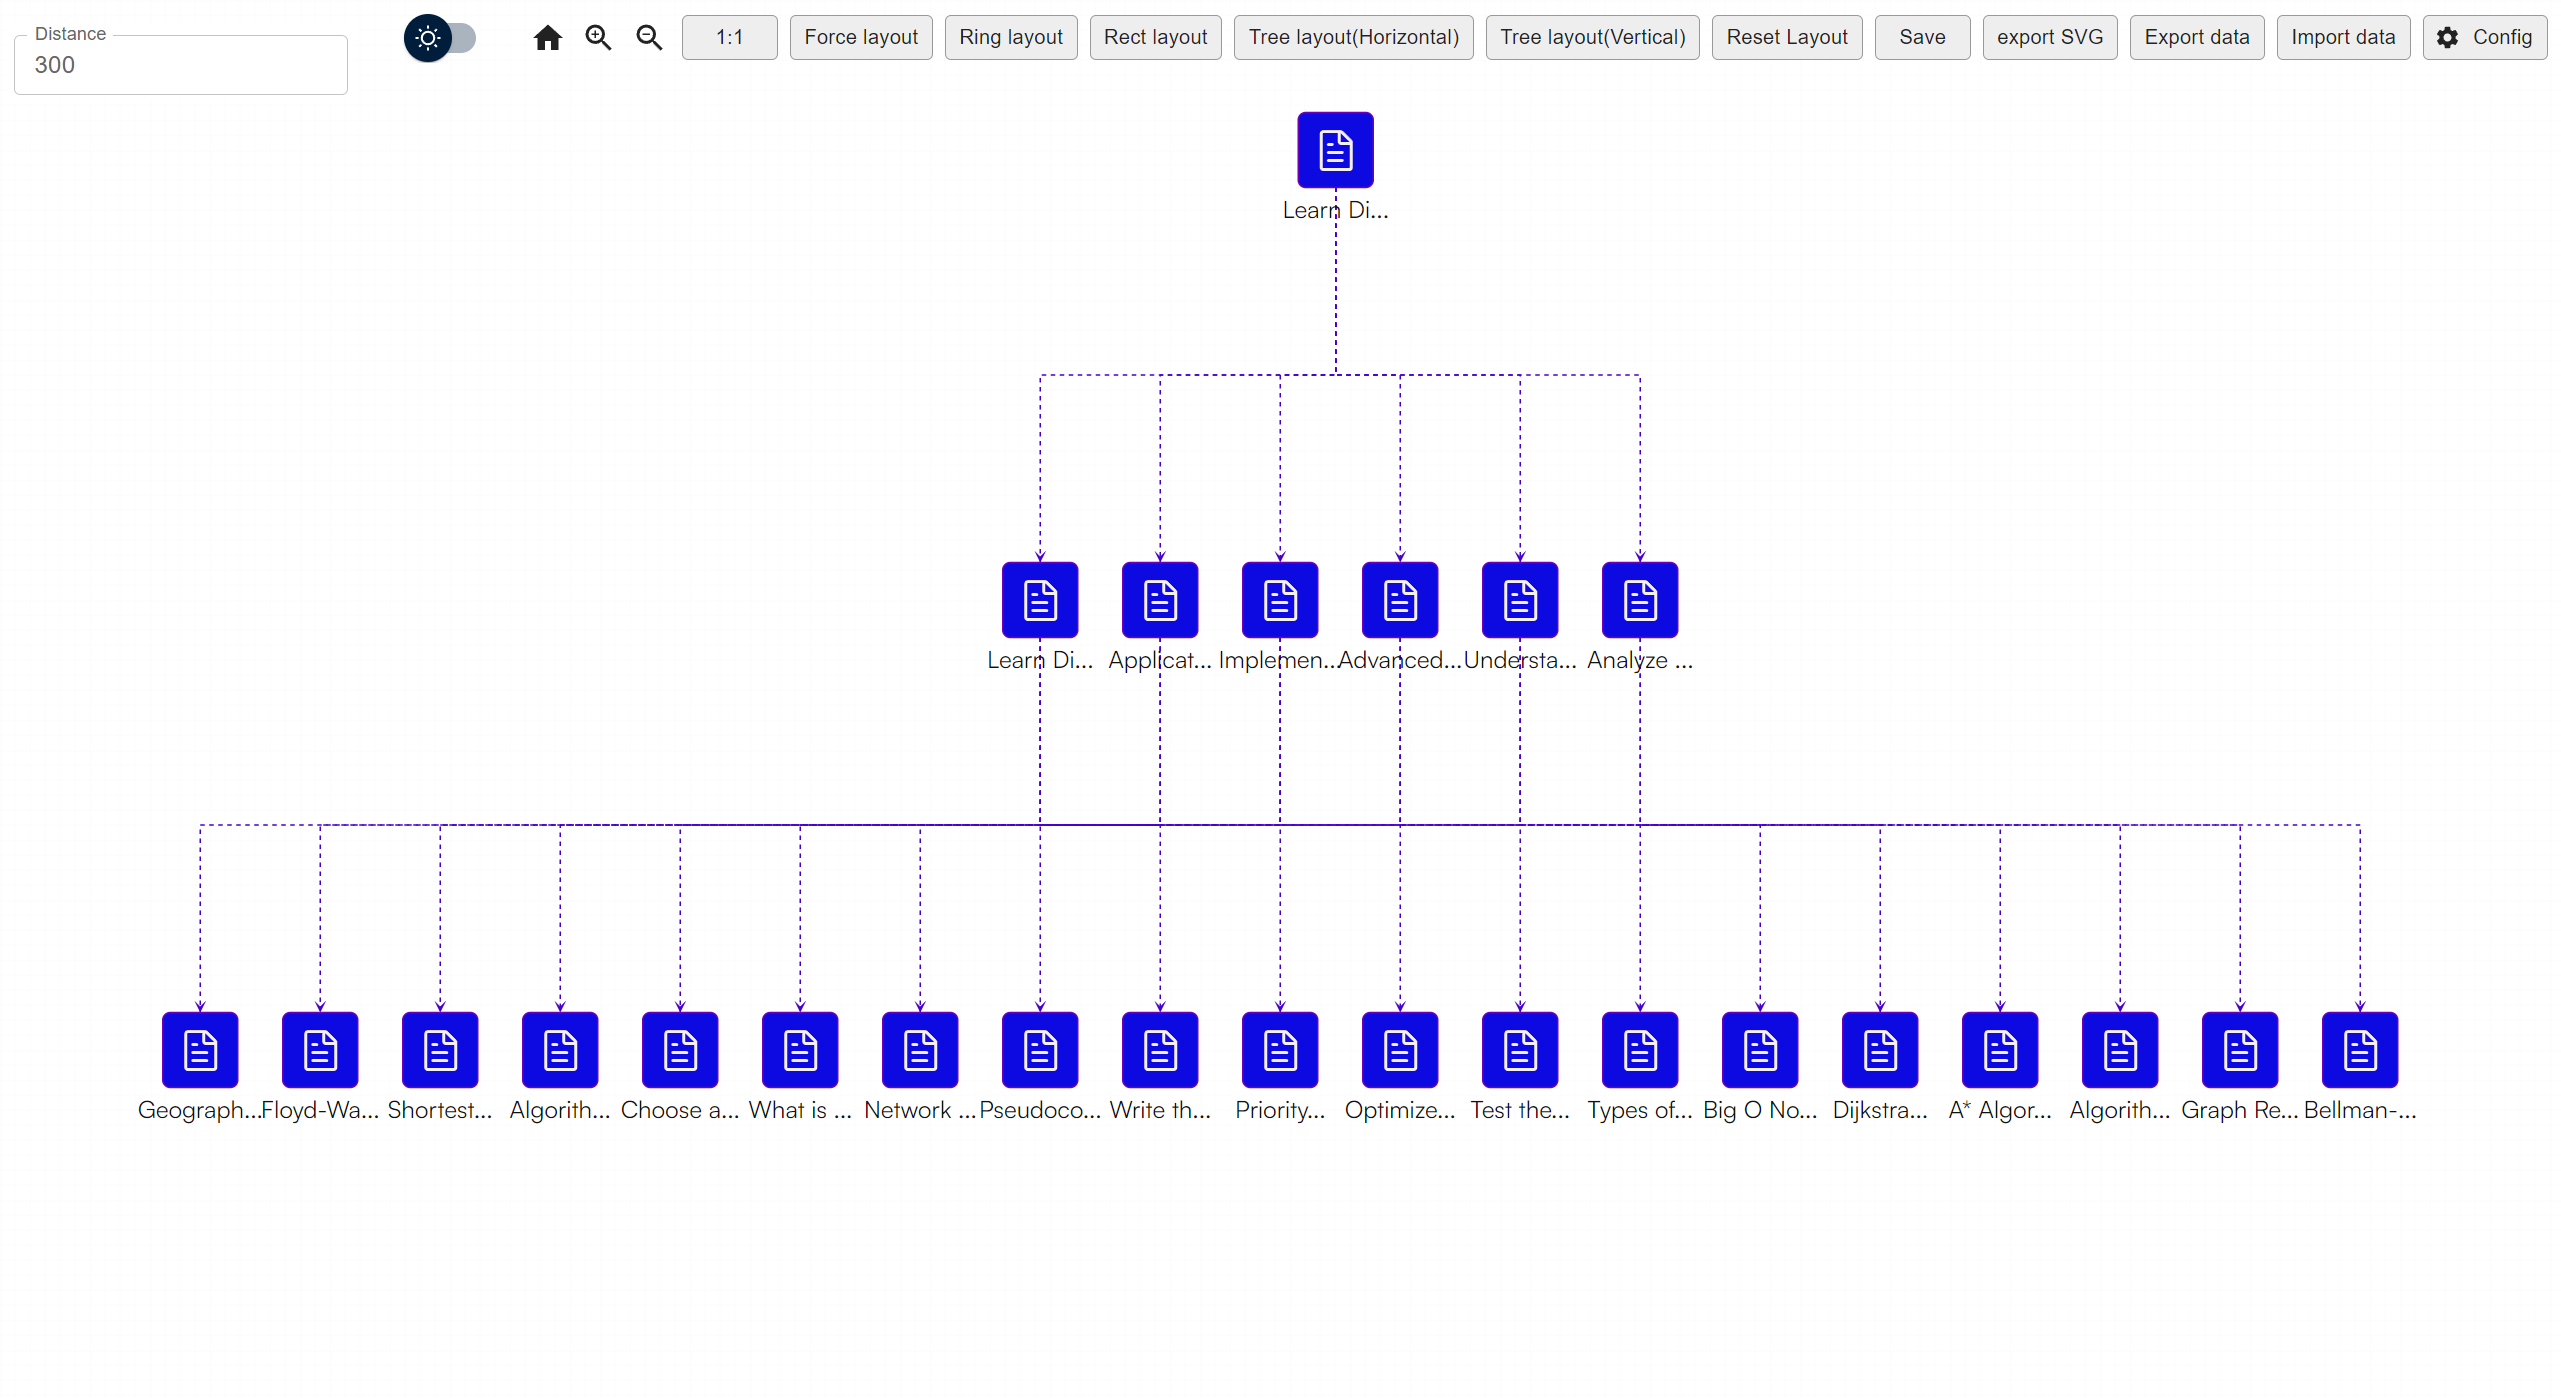 Distance
300
1:1
Force layout
Ring layout
Rect layout
Tree layout(Horizontal)
Tree layout(Vertical)
Reset Layout
Save
export SVG
Export data
Import data
Config
Learn Di...
Learn Di...
Applicat...
Implemen...
Advanced...
Understa...
Analyze ...
Geograph...
Floyd-Wa...
Shortest...
Algorith...
Choose a...
What is ...
Network ...
Pseudoco...
Write th...
Priority...
Optimize...
Test the...
Types of...
Big O No...
Dijkstra...
A* Algor...
Algorith...
Graph Re...
Bellman-...